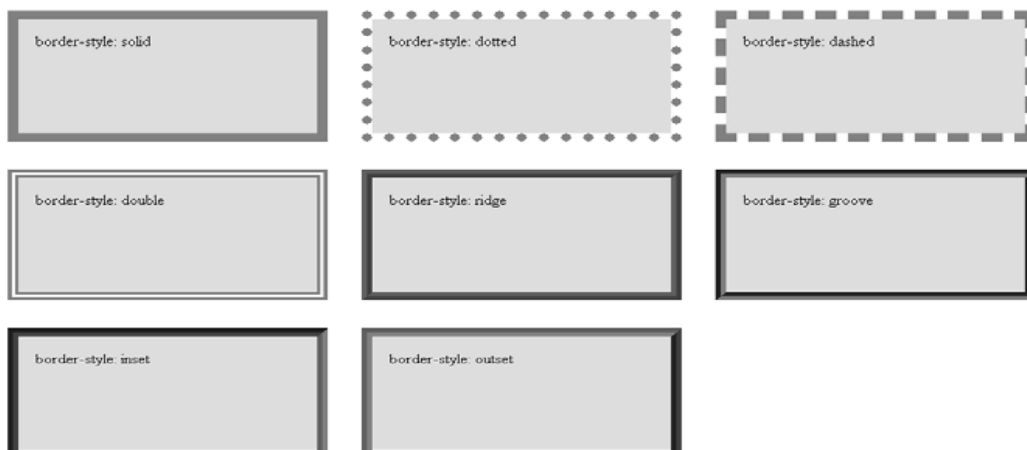 border-style: solid
border-style: dotted
border-style: dashed
border-style: double
border-style: ridge
border-style: groove
border-style: inset
border-style: outset